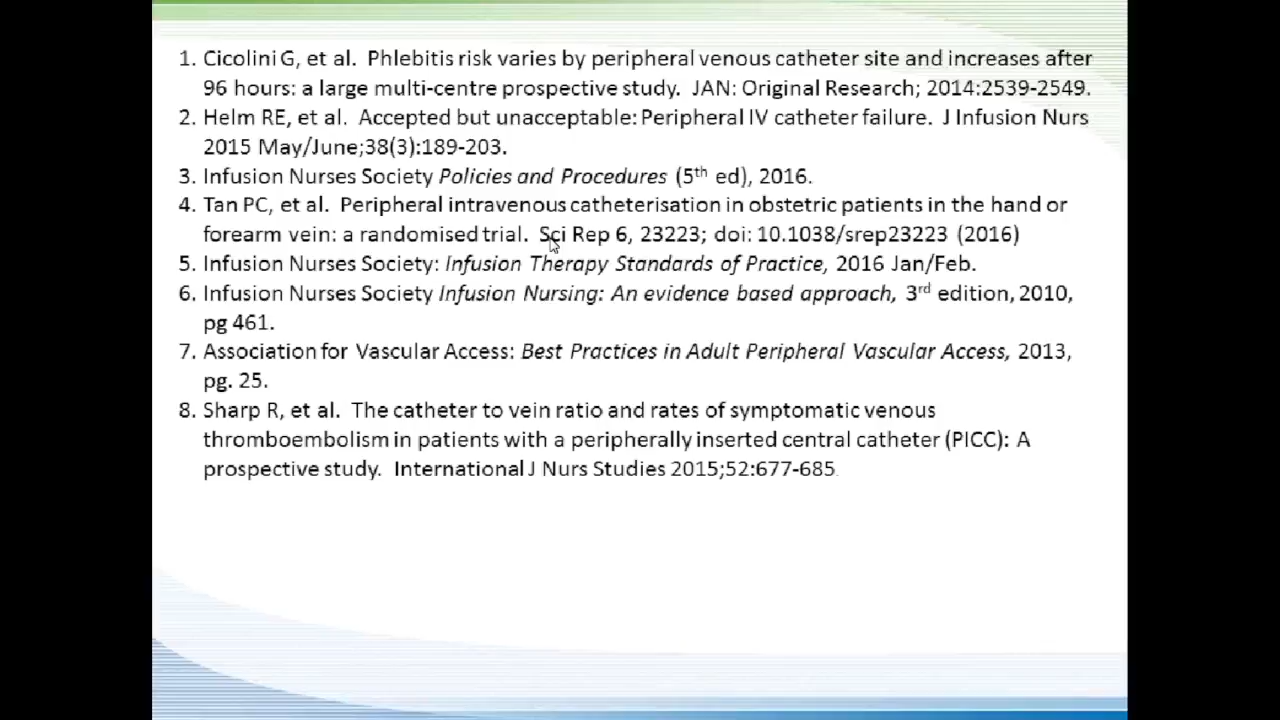 1. Cicolini G, et al.  Phlebitis risk varies by peripheral venous catheter site and increases after
96 hours: a large multi-centre prospective study.  JAN: Original Research; 2014:2539-2549.
2. Helm RE, et al.  Accepted but unacceptable: Peripheral IV catheter failure.  J Infusion Nurs
2015 May/June;38(3):189-203.
3. Infusion Nurses Society Policies and Procedures (5th ed), 2016.
4. Tan PC, et al.  Peripheral intravenous catheterisation in obstetric patients in the hand or
forearm vein: a randomised trial.  Sci Rep 6, 23223; doi: 10.1038/srep23223 (2016)
5. Infusion Nurses Society: Infusion Therapy Standards of Practice, 2016 Jan/Feb.
6. Infusion Nurses Society Infusion Nursing: An evidence based approach, 3rd edition, 2010,
pg 461.
7. Association for Vascular Access: Best Practices in Adult Peripheral Vascular Access, 2013,
pg. 25.
8. Sharp R, et al.  The catheter to vein ratio and rates of symptomatic venous
thromboembolism in patients with a peripherally inserted central catheter (PICC): A
prospective study.  International J Nurs Studies 2015;52:677-685.